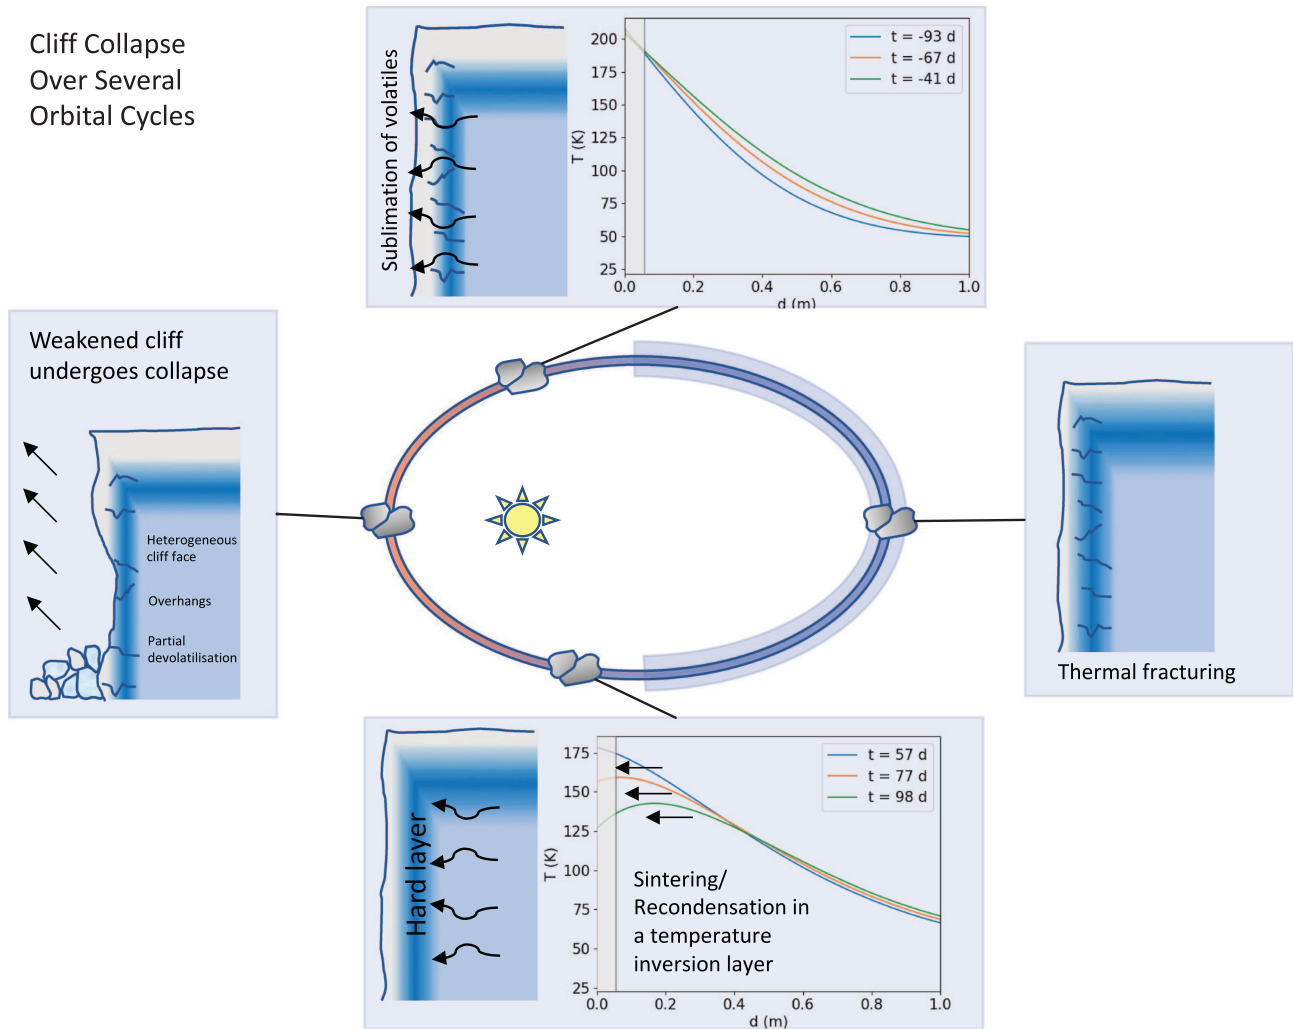 Cliff Collapse
Over Several
Orbital Cycles
Sublimation of volatiles
T (K)
200
175
150
125
100
75
50
25
0.0 0.2 0.4 0.6 0.8 1.0
d (m)
t = -93 d
t = -67 d
t = -41 d
Weakened cliff
undergoes collapse
Heterogeneous
cliff face
Overhangs
Partial
devolatilisation
Thermal fracturing
Hard layer
T (K)
175
150
125
100
75
50
25
0.0 0.2 0.4 0.6 0.8 1.0
d (m)
t = 57 d
t = 77 d
t = 98 d
Sintering/
Recondensation in
a temperature
inversion layer